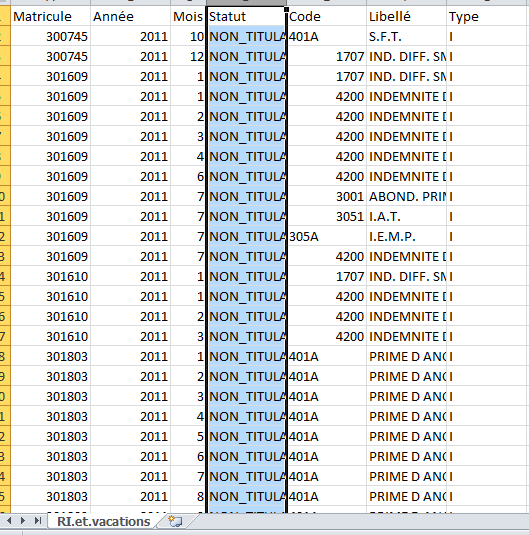 Matricule Année Mois Statut Code Libellé Type
300745 2011 10 NON_TITULA 401A S.F.T. I
300745 2011 12 NON_TITULA 1707 IND. DIFF. SM I
301609 2011 1 NON_TITULA 1707 IND. DIFF. SM I
301609 2011 1 NON_TITULA 4200 INDEMNITE D I
301609 2011 2 NON_TITULA 4200 INDEMNITE D I
301609 2011 3 NON_TITULA 4200 INDEMNITE D I
301609 2011 4 NON_TITULA 4200 INDEMNITE D I
301609 2011 6 NON_TITULA 4200 INDEMNITE D I
301609 2011 7 NON_TITULA 3001 ABOND. PRIN I
301609 2011 7 NON_TITULA 3051 I.A.T. I
301609 2011 7 NON_TITULA 305A I.E.M.P. I
301609 2011 7 NON_TITULA 4200 INDEMNITE D I
301610 2011 1 NON_TITULA 1707 IND. DIFF. SM I
301610 2011 1 NON_TITULA 4200 INDEMNITE D I
301610 2011 2 NON_TITULA 4200 INDEMNITE D I
301610 2011 3 NON_TITULA 4200 INDEMNITE D I
301803 2011 1 NON_TITULA 401A PRIME D ANC I
301803 2011 2 NON_TITULA 401A PRIME D ANC I
301803 2011 3 NON_TITULA 401A PRIME D ANC I
301803 2011 4 NON_TITULA 401A PRIME D ANC I
301803 2011 5 NON_TITULA 401A PRIME D ANC I
301803 2011 6 NON_TITULA 401A PRIME D ANC I
301803 2011 7 NON_TITULA 401A PRIME D ANC I
301803 2011 8 NON_TITULA 401A PRIME D ANC I
RI.et.vacations